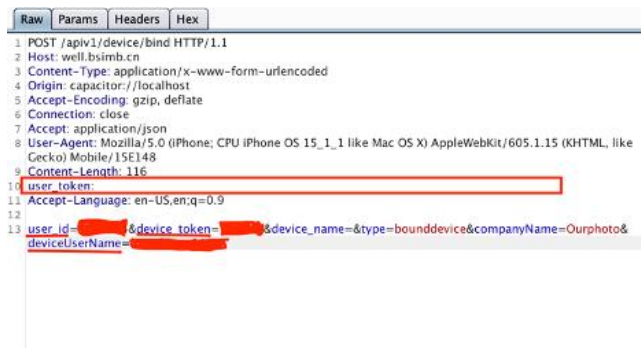 Raw Params Headers Hex
1 POST /apiv1/device/bind HTTP/1.1
2 Host: well.bsimb.cn
3 Content-Type: application/x-www-form-urlencoded
4 Origin: capacitor://localhost
5 Accept-Encoding: gzip, deflate
6 Connection: close
7 Accept: application/json
8 User-Agent: Mozilla/5.0 (iPhone; CPU iPhone OS 15_1_1 like Mac OS X) AppleWebKit/605.1.15 (KHTML, like
Gecko) Mobile/15E148
9 Content-Length: 116
10 user_token:
11 Accept-Language: en-US,en;q=0.9
12
13 user_id= &device_token= &device_name=&type=bounddevice&companyName=Ourphoto&
deviceUserName=